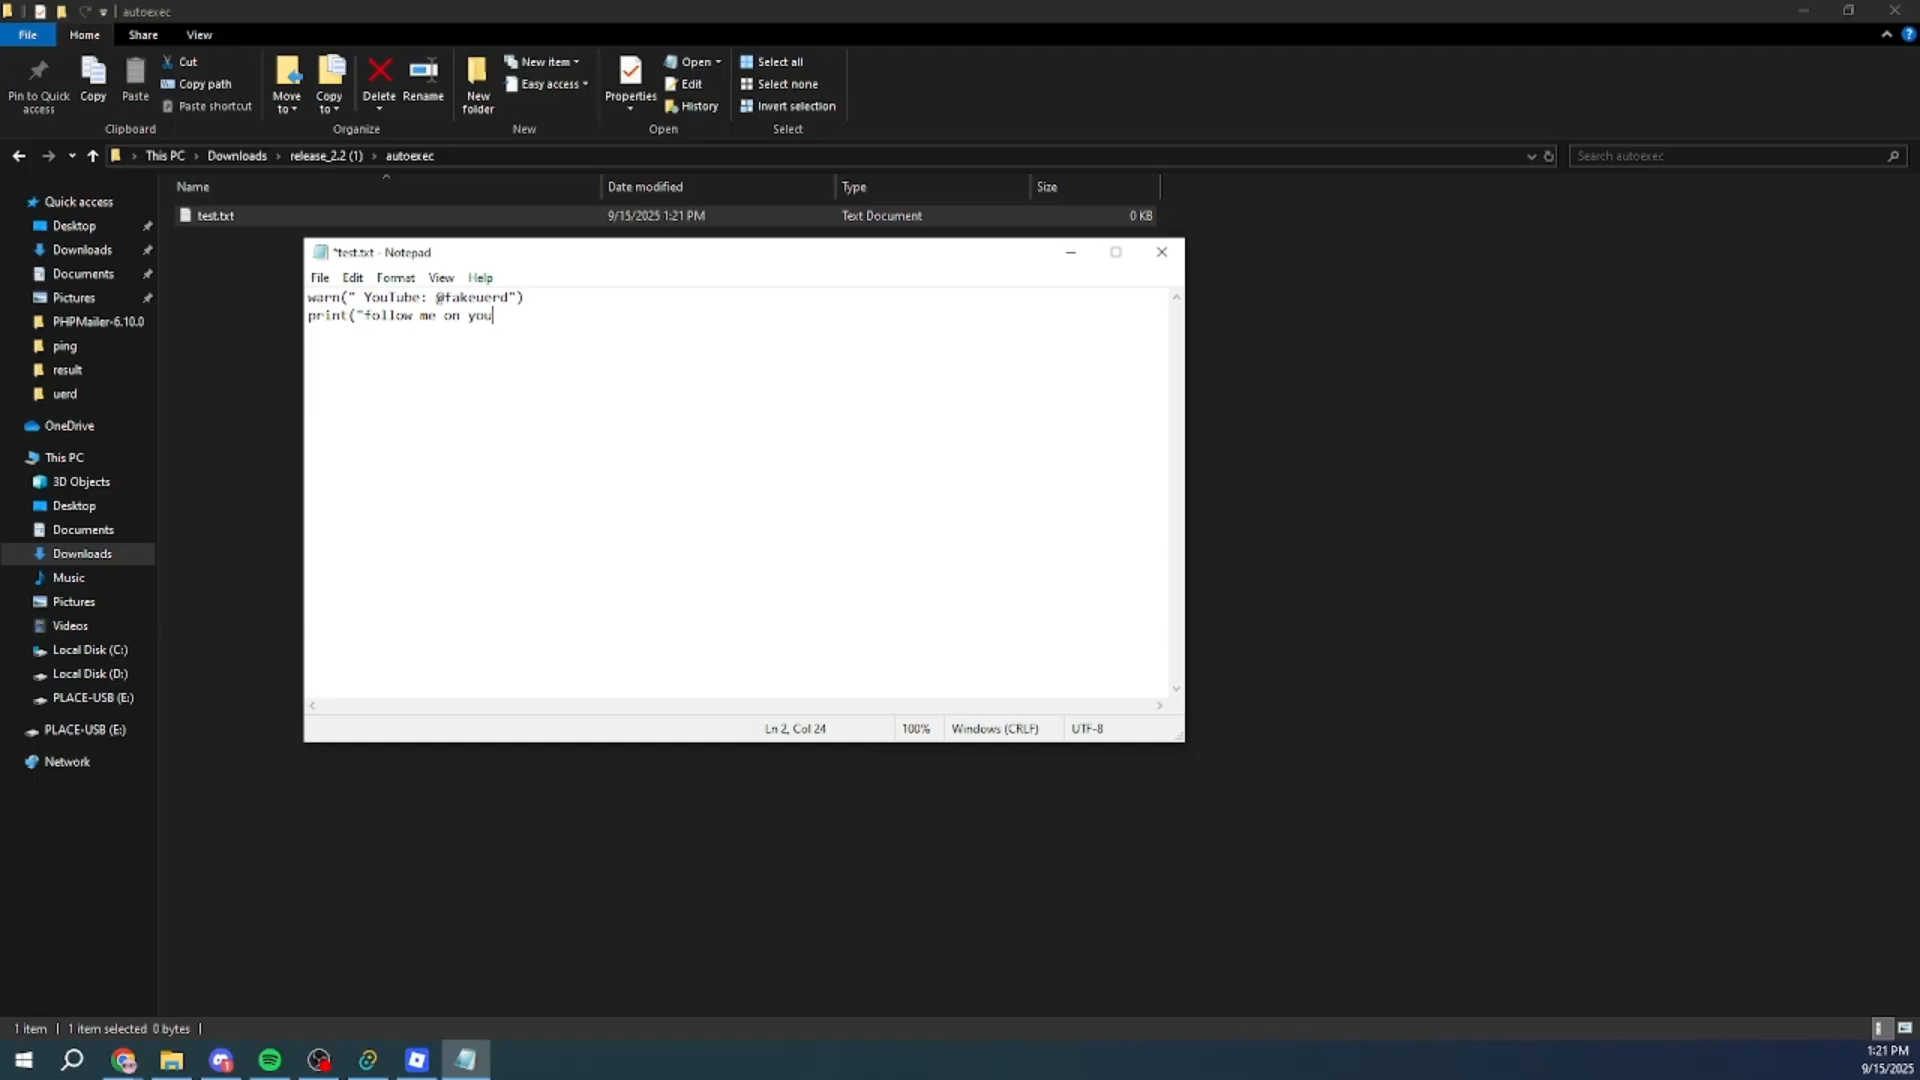 autoexec
File Home Share View
Pin to Quick access
Copy
Paste
Cut
Copy path
Paste shortcut
Clipboard
Move to
Copy to
Delete
Rename
Organize
New folder
New item
Easy access
New
Properties
Open
Edit
History
Open
Select all
Select none
Invert selection
Select
This PC › Downloads › release_2.2 (1) › autoexec
Search autoexec
Name Date modified Type Size
test.txt 9/15/2025 1:21 PM Text Document 0 KB
Quick access
Desktop
Downloads
Documents
Pictures
PHPMailer-6.10.0
ping
result
uerd
OneDrive
This PC
3D Objects
Desktop
Documents
Downloads
Music
Pictures
Videos
Local Disk (C:)
Local Disk (D:)
PLACE-USB (E:)
PLACE-USB (E:)
Network
*test.txt - Notepad
File Edit Format View Help
warn(" YouTube: @fakeuerd")
print("follow me on you
Ln 2, Col 24 100% Windows (CRLF) UTF-8
1 item 1 item selected 0 bytes
1:21 PM
9/15/2025